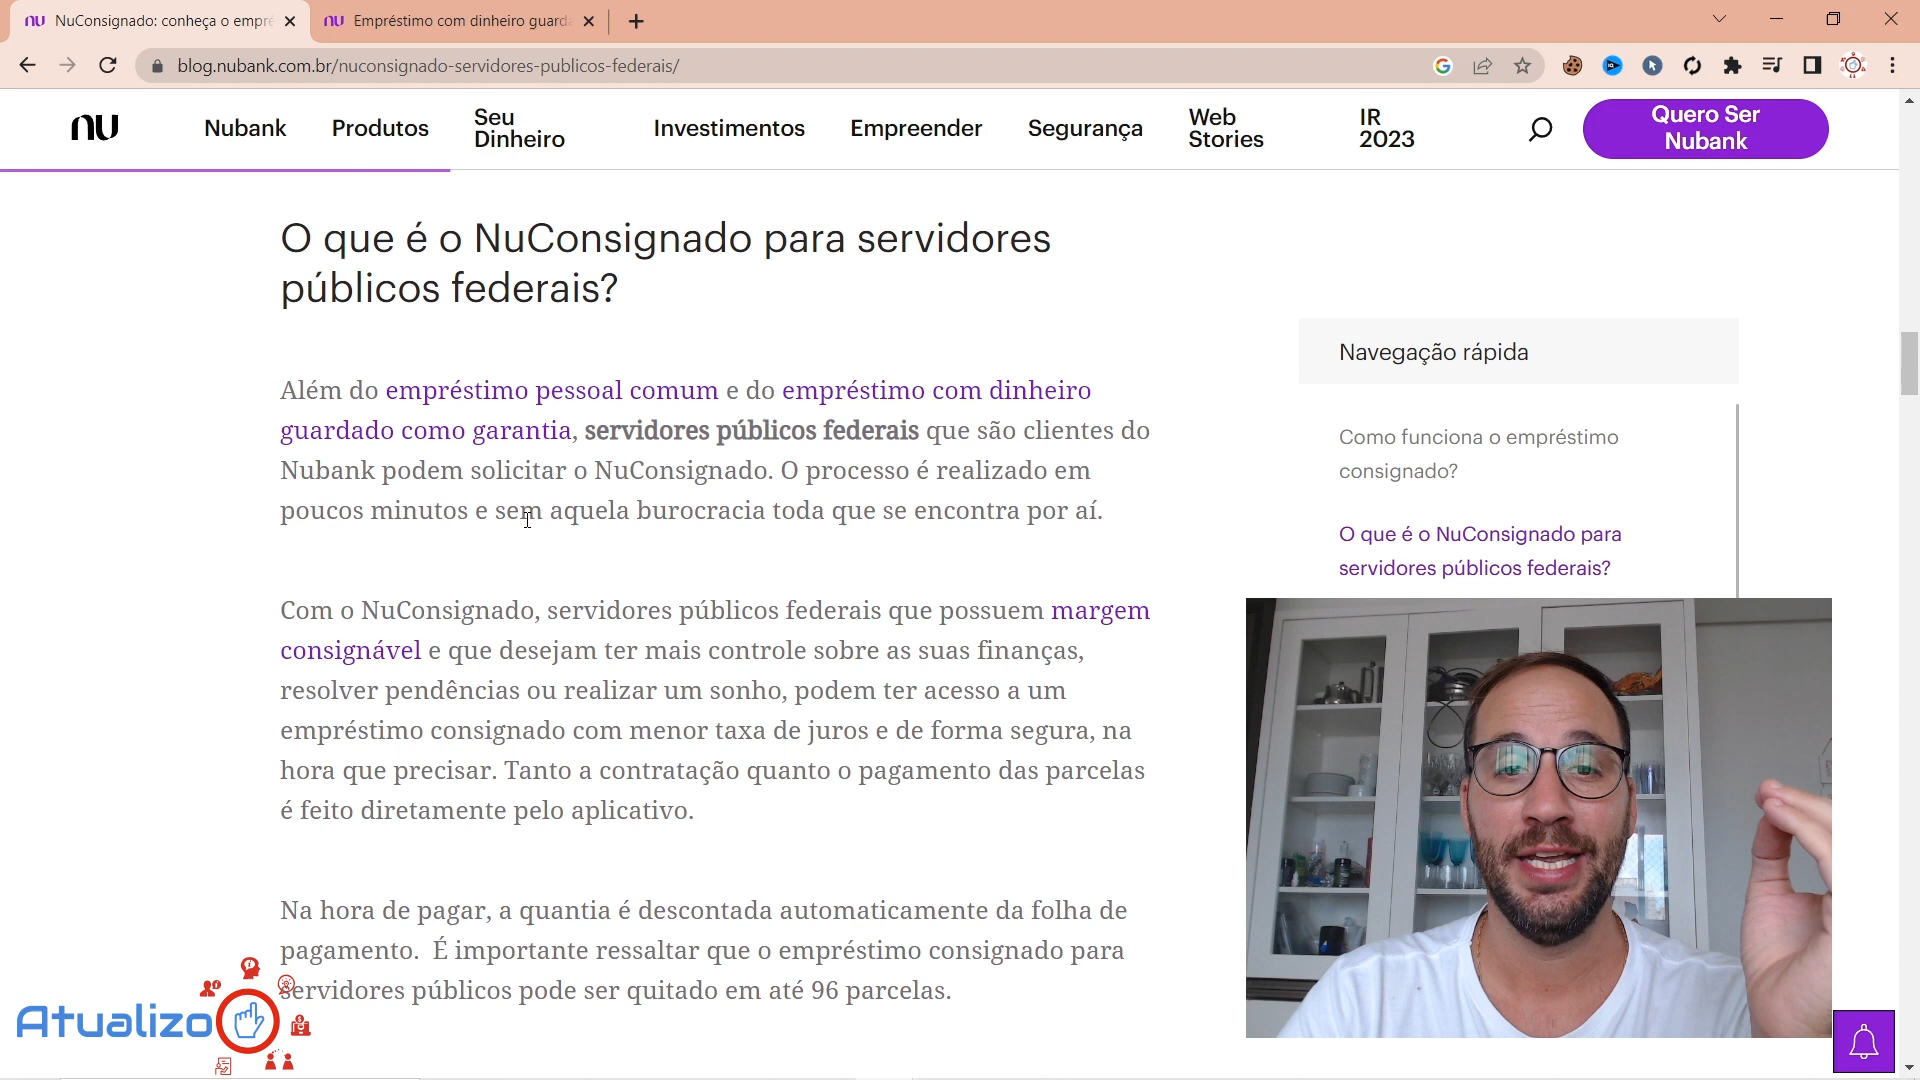 NuConsignado: conheça o empré
Empréstimo com dinheiro guarda
blog.nubank.com.br/nuconsignado-servidores-publicos-federais/
nu
Nubank
Produtos
Seu
Dinheiro
Investimentos
Empreender
Segurança
Web
Stories
IR
2023
Quero Ser
Nubank
O que é o NuConsignado para servidores
públicos federais?
Além do empréstimo pessoal comum e do empréstimo com dinheiro
guardado como garantia, servidores públicos federais que são clientes do
Nubank podem solicitar o NuConsignado. O processo é realizado em
poucos minutos e sem aquela burocracia toda que se encontra por aí.
Com o NuConsignado, servidores públicos federais que possuem margem
consignável e que desejam ter mais controle sobre as suas finanças,
resolver pendências ou realizar um sonho, podem ter acesso a um
empréstimo consignado com menor taxa de juros e de forma segura, na
hora que precisar. Tanto a contratação quanto o pagamento das parcelas
é feito diretamente pelo aplicativo.
Na hora de pagar, a quantia é descontada automaticamente da folha de
pagamento. É importante ressaltar que o empréstimo consignado para
servidores públicos pode ser quitado em até 96 parcelas.
Navegação rápida
Como funciona o empréstimo
consignado?
O que é o NuConsignado para
servidores públicos federais?
Atualizo